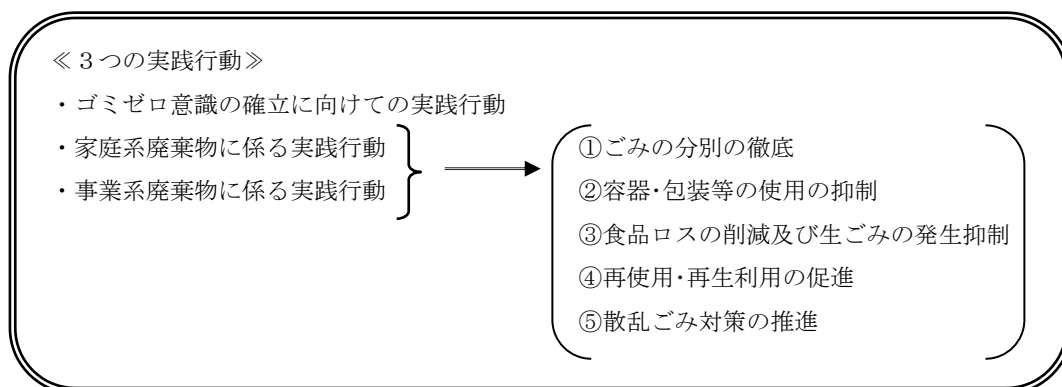 ≪３つの実践行動≫
・ゴミゼロ意識の確立に向けての実践行動
・家庭系廃棄物に係る実践行動
・事業系廃棄物に係る実践行動
①ごみの分別の徹底
②容器･包装等の使用の抑制
③食品ロスの削減及び生ごみの発生抑制
④再使用･再生利用の促進
⑤散乱ごみ対策の推進